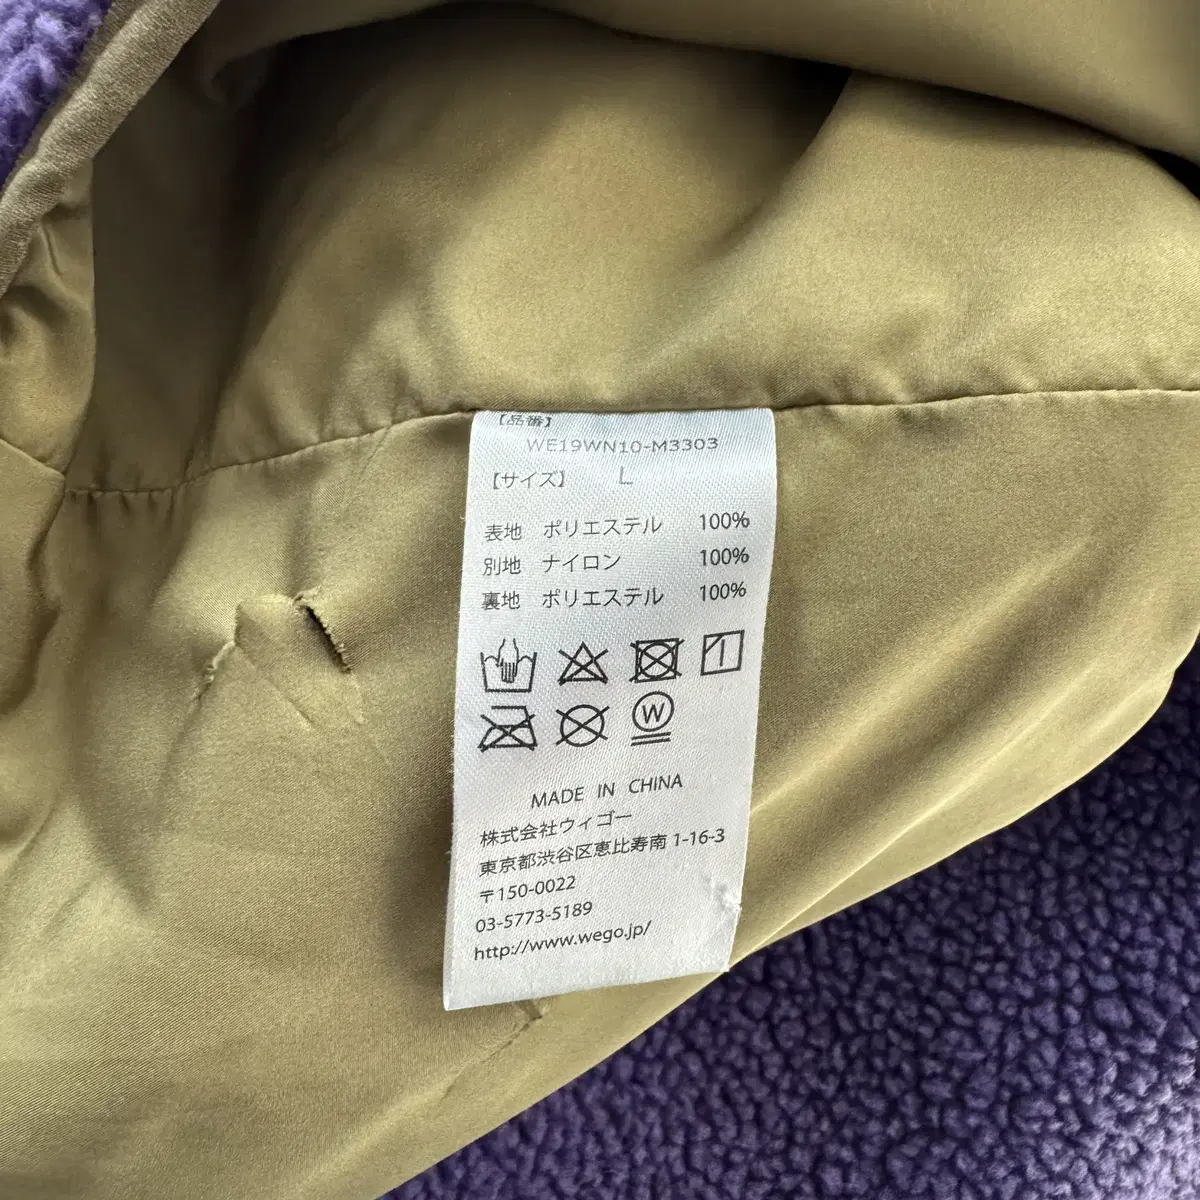 【品番】
WE19WN10-M3303
【サイズ】 L
表地 ポリエステル 100%
別地 ナイロン 100%
裏地 ポリエステル 100%
W
MADE IN CHINA
株式会社ウィゴー
東京都渋谷区恵比寿南 1-16-3
〒150-0022
03-5773-5189
http://www.wego.jp/